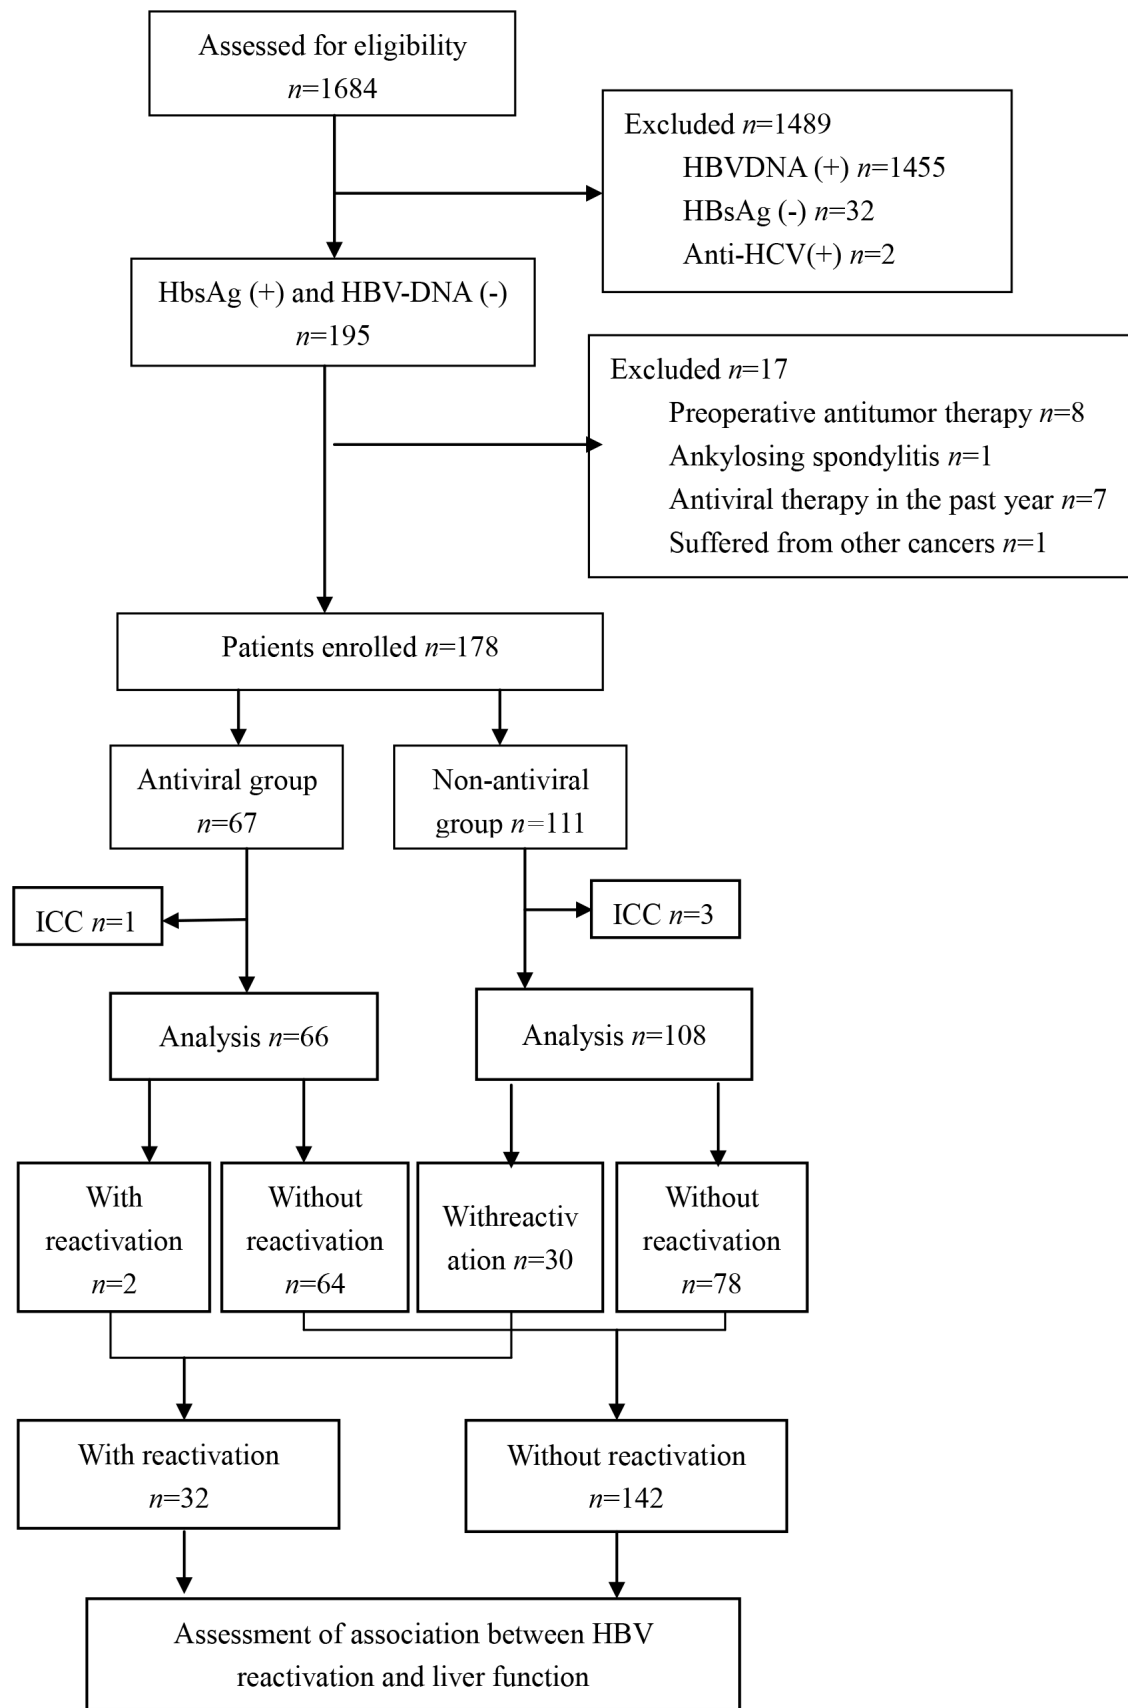 Assessed for eligibility
n=1684
Excluded n=1489
HBVDNA (+) n=1455
HBsAg (-) n=32
Anti-HCV(+) n=2
HbsAg (+) and HBV-DNA (-)
n=195
Excluded n=17
Preoperative antitumor therapy n=8
Ankylosing spondylitis n=1
Antiviral therapy in the past year n=7
Suffered from other cancers n=1
Patients enrolled n=178
Antiviral group
n=67
Non-antiviral
group n=111
ICC n=1
ICC n=3
Analysis n=66
Analysis n=108
With
reactivation
n=2
Without
reactivation
n=64
Withreactiv
ation n=30
Without
reactivation
n=78
With reactivation
n=32
Without reactivation
n=142
Assessment of association between HBV
reactivation and liver function